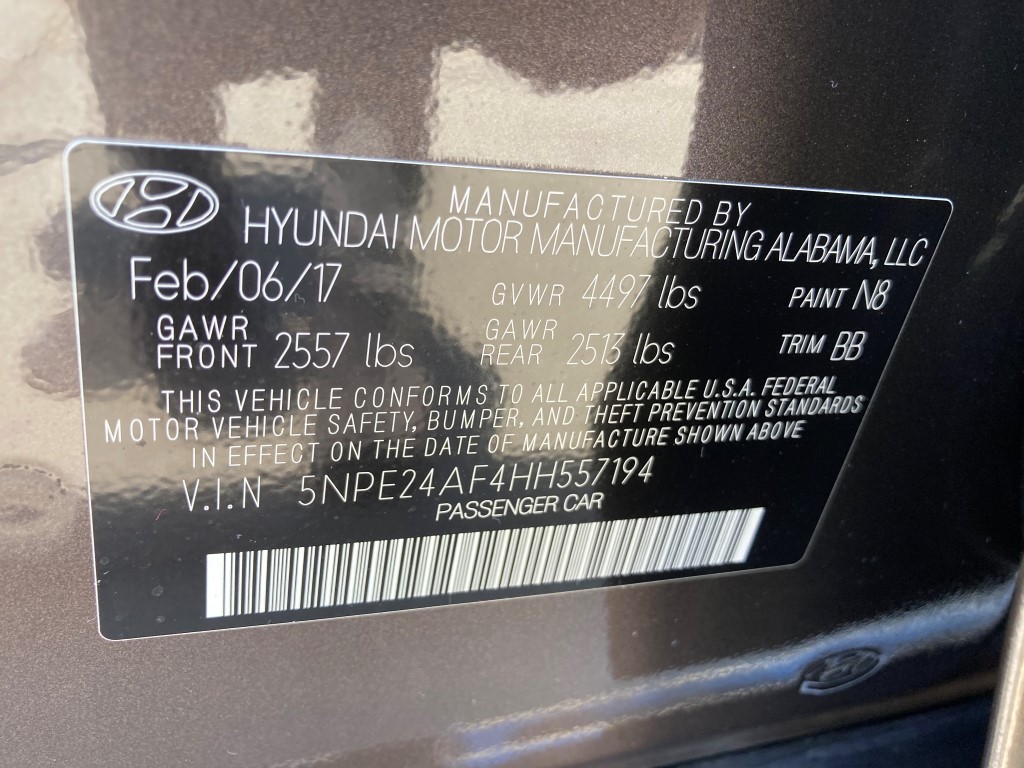 MANUFACTURED BY
HYUNDAI MOTOR MANUFACTURING ALABAMA, LLC
Feb/06/17 GVWR 4497 lbs PAINT N8
GAWR FRONT 2557 lbs GAWR REAR 2513 lbs TRIM BB
THIS VEHICLE CONFORMS TO ALL APPLICABLE U.S.A. FEDERAL
MOTOR VEHICLE SAFETY, BUMPER, AND THEFT PREVENTION STANDARDS
IN EFFECT ON THE DATE OF MANUFACTURE SHOWN ABOVE
V.I.N 5NPE24AF4HH557194
PASSENGER CAR